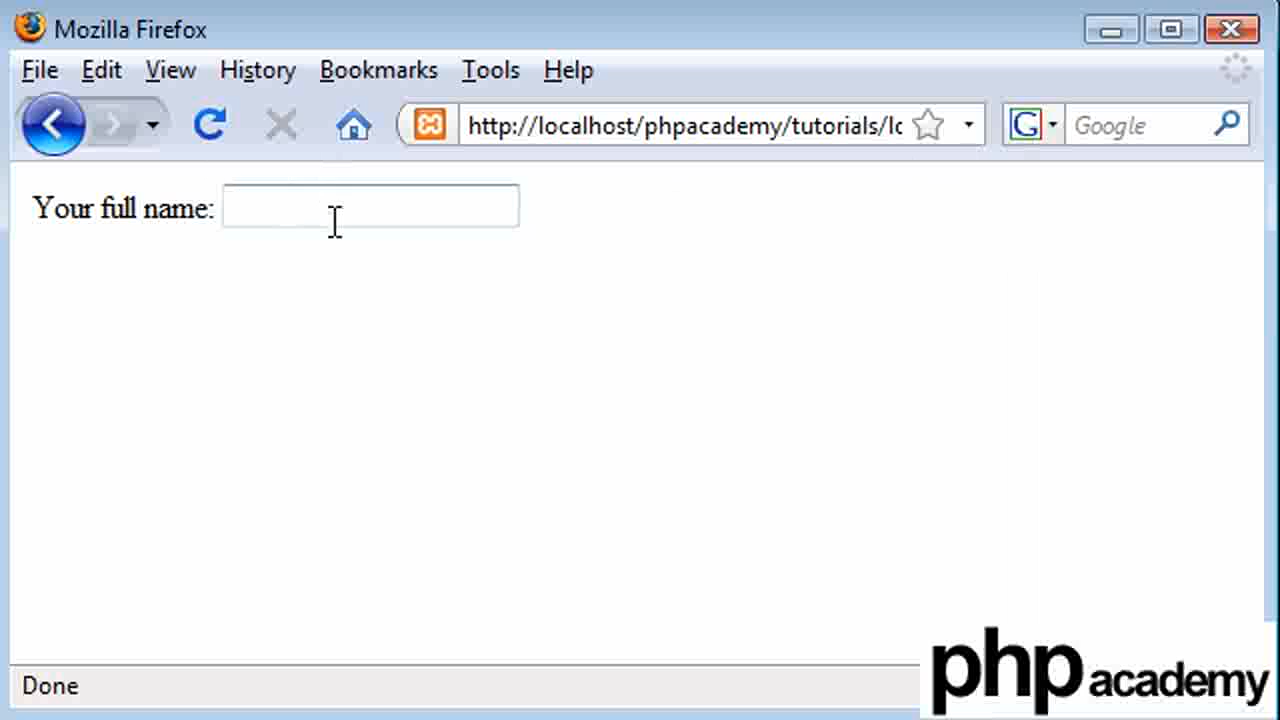 Mozilla Firefox
File Edit View History Bookmarks Tools Help
http://localhost/phpacademy/tutorials/lo Google
Your full name:
Done
php academy